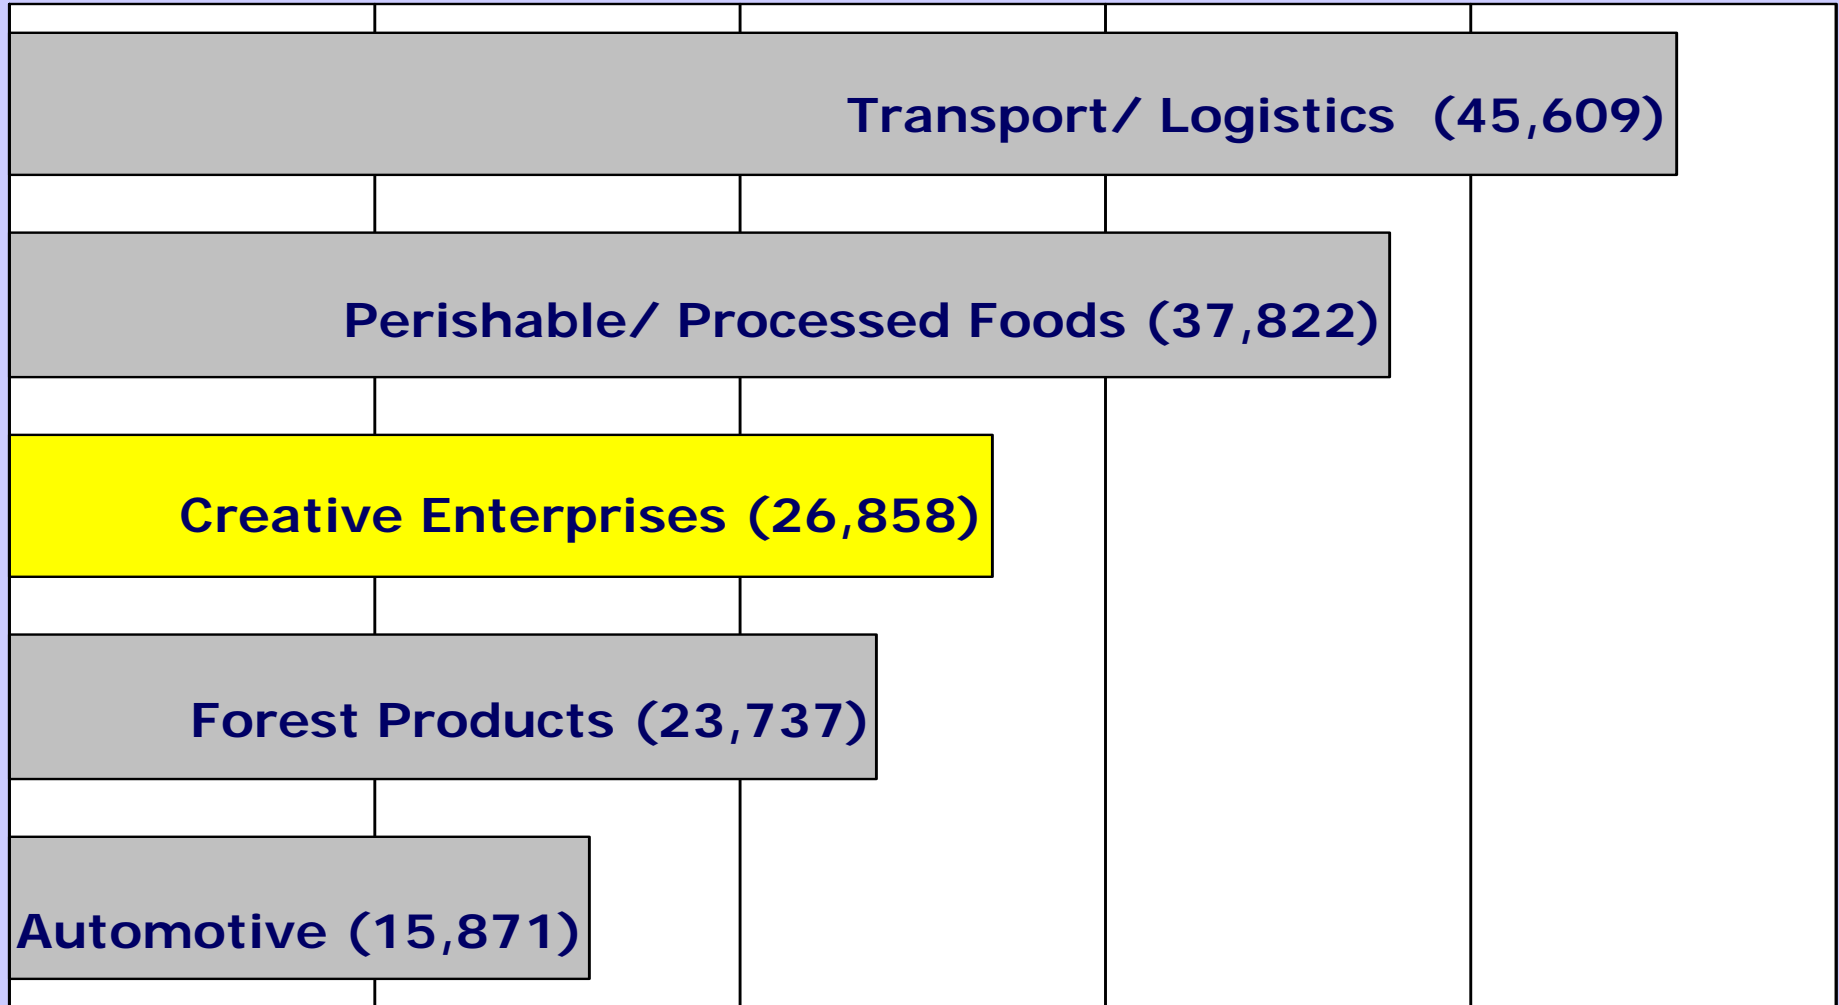 Transport/ Logistics (45,609)
Perishable/ Processed Foods (37,822)
Creative Enterprises (26,858)
Forest Products (23,737)
Automotive (15,871)